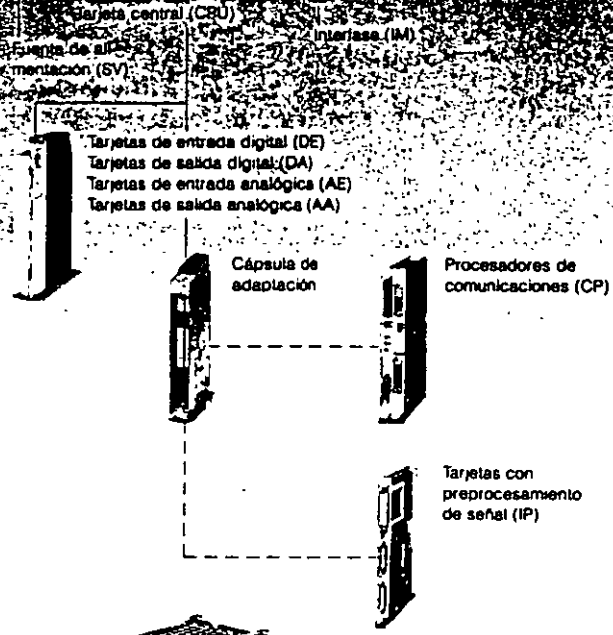 Tarjeta central (CPU)
Interfase (IM)
Fuente de ali-
mentación (SV)
Tarjetas de entrada digital (DE)
Tarjetas de salida digital (DA)
Tarjetas de entrada analógica (AE)
Tarjetas de salida analógica (AA)
Cápsula de
adaptación
Procesadores de
comunicaciones (CP)
Tarjetas con
preprocesamiento
de señal (IP)